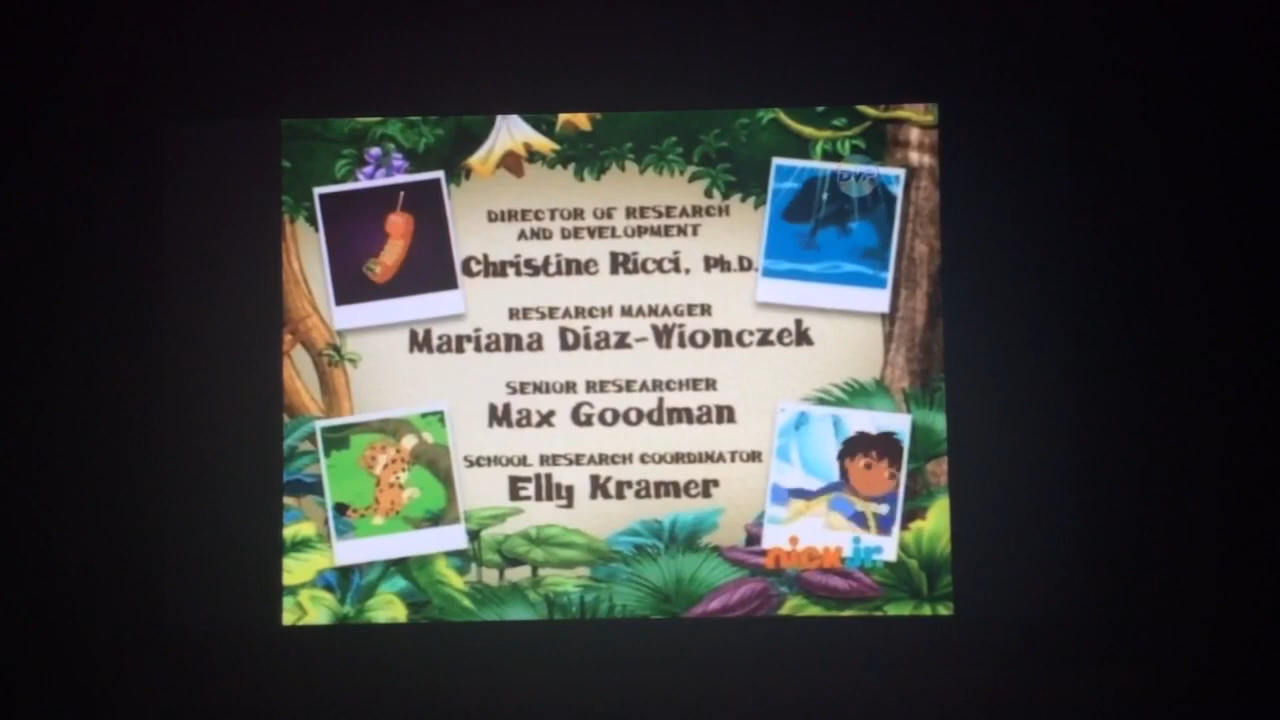 DIRECTOR OF RESEARCH
AND DEVELOPMENT
Christine Ricci, Ph.D.
RESEARCH MANAGER
Mariana Diaz-Wionczek
SENIOR RESEARCHER
Max Goodman
SCHOOL RESEARCH COORDINATOR
Elly Kramer
nick jr.